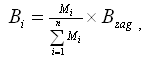 B_i = \frac{M_i}{\sum_{i=1}^{n} M_i} \times B_{zag} ,